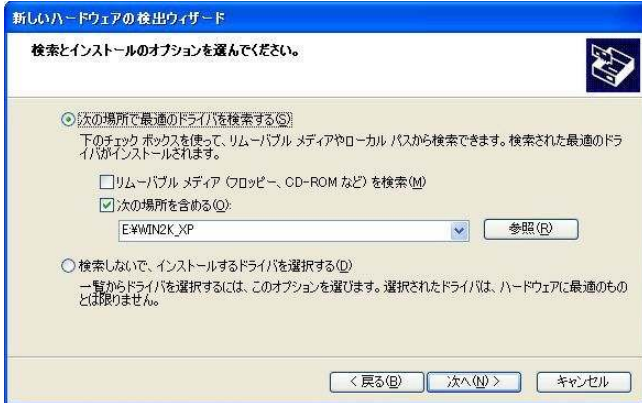 新しいハードウェアの検出ウィザード
検索とインストールのオプションを選んでください。
次の場所で最適のドライバを検索する(S)
下のチェック ボックスを使って、リムーバブル メディアやローカル パスから検索できます。検索された最適のドラ
イバがインストールされます。
リムーバブル メディア (フロッピー、CD-ROM など) を検索(M)
次の場所を含める(O):
E:¥WIN2K_XP
参照(R)
検索しないで、インストールするドライバを選択する(D)
一覧からドライバを選択するには、このオプションを選びます。選択されたドライバは、ハードウェアに最適のもの
とは限りません。
< 戻る(B)
次へ(N) >
キャンセル